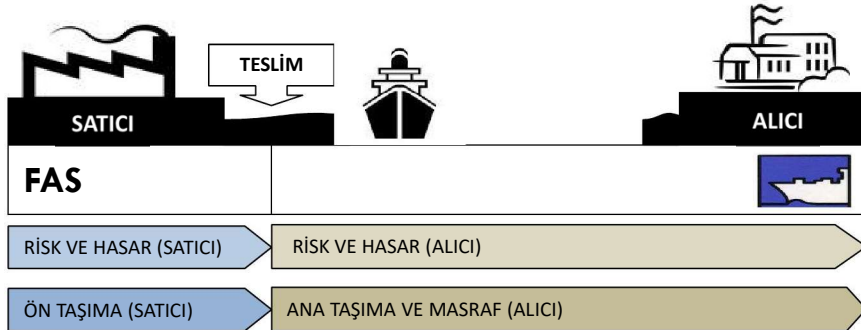 TESLİM
SATICI
ALICI
FAS
RİSK VE HASAR (SATICI)
RİSK VE HASAR (ALICI)
ÖN TAŞIMA (SATICI)
ANA TAŞIMA VE MASRAF (ALICI)